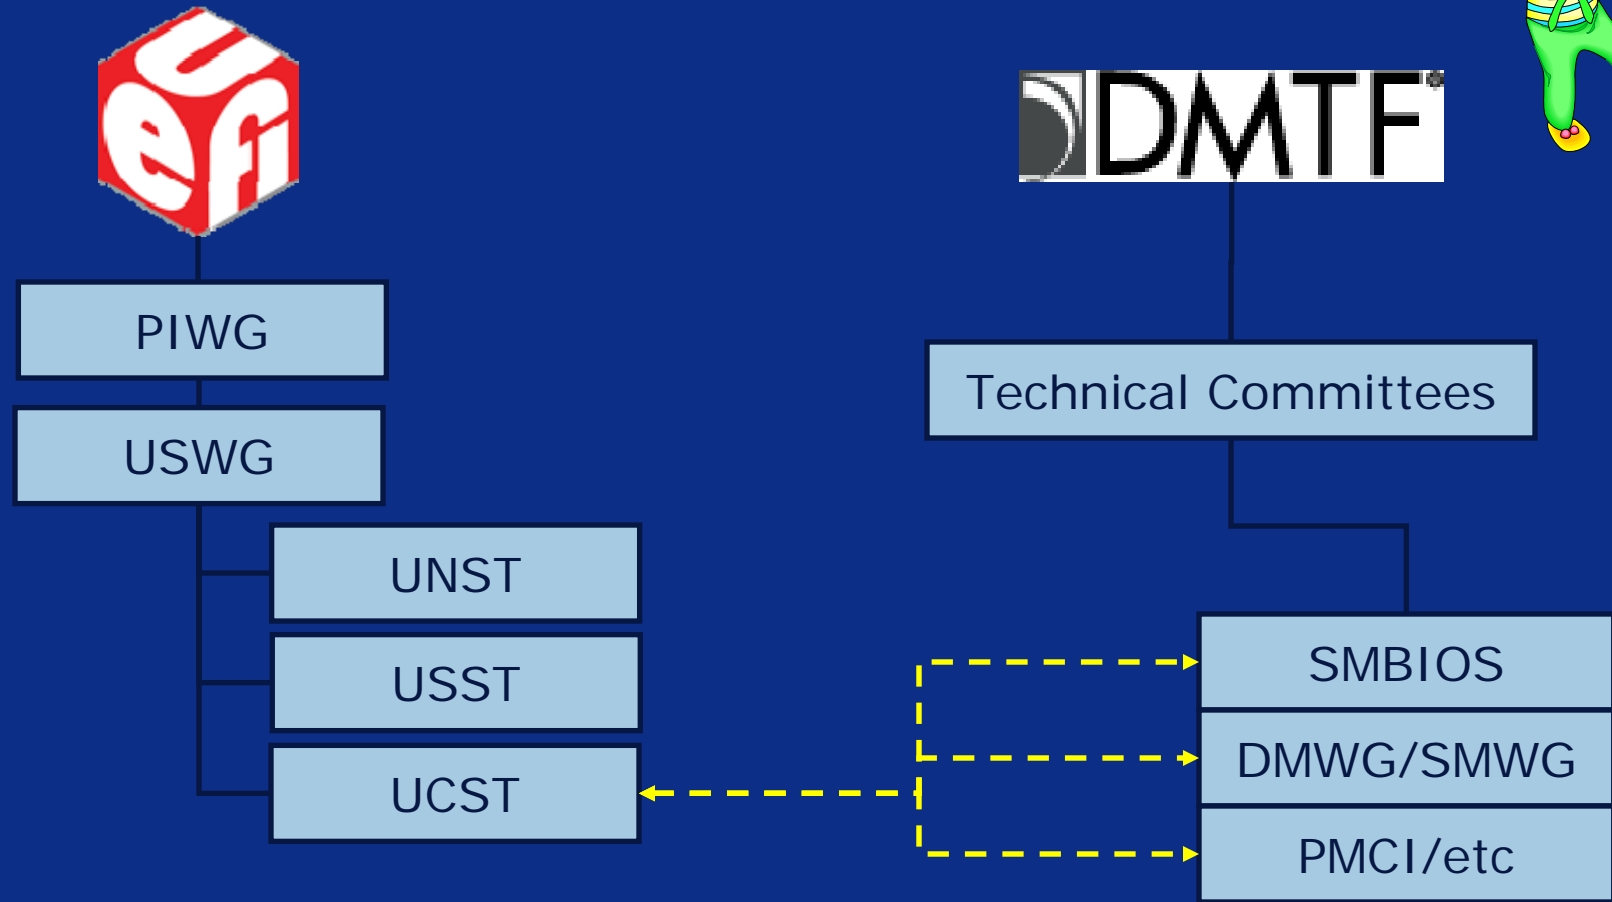 UEFI
DMTF®
PIWG
USWG
UNST
USST
UCST
Technical Committees
SMBIOS
DMWG/SMWG
PMCI/etc